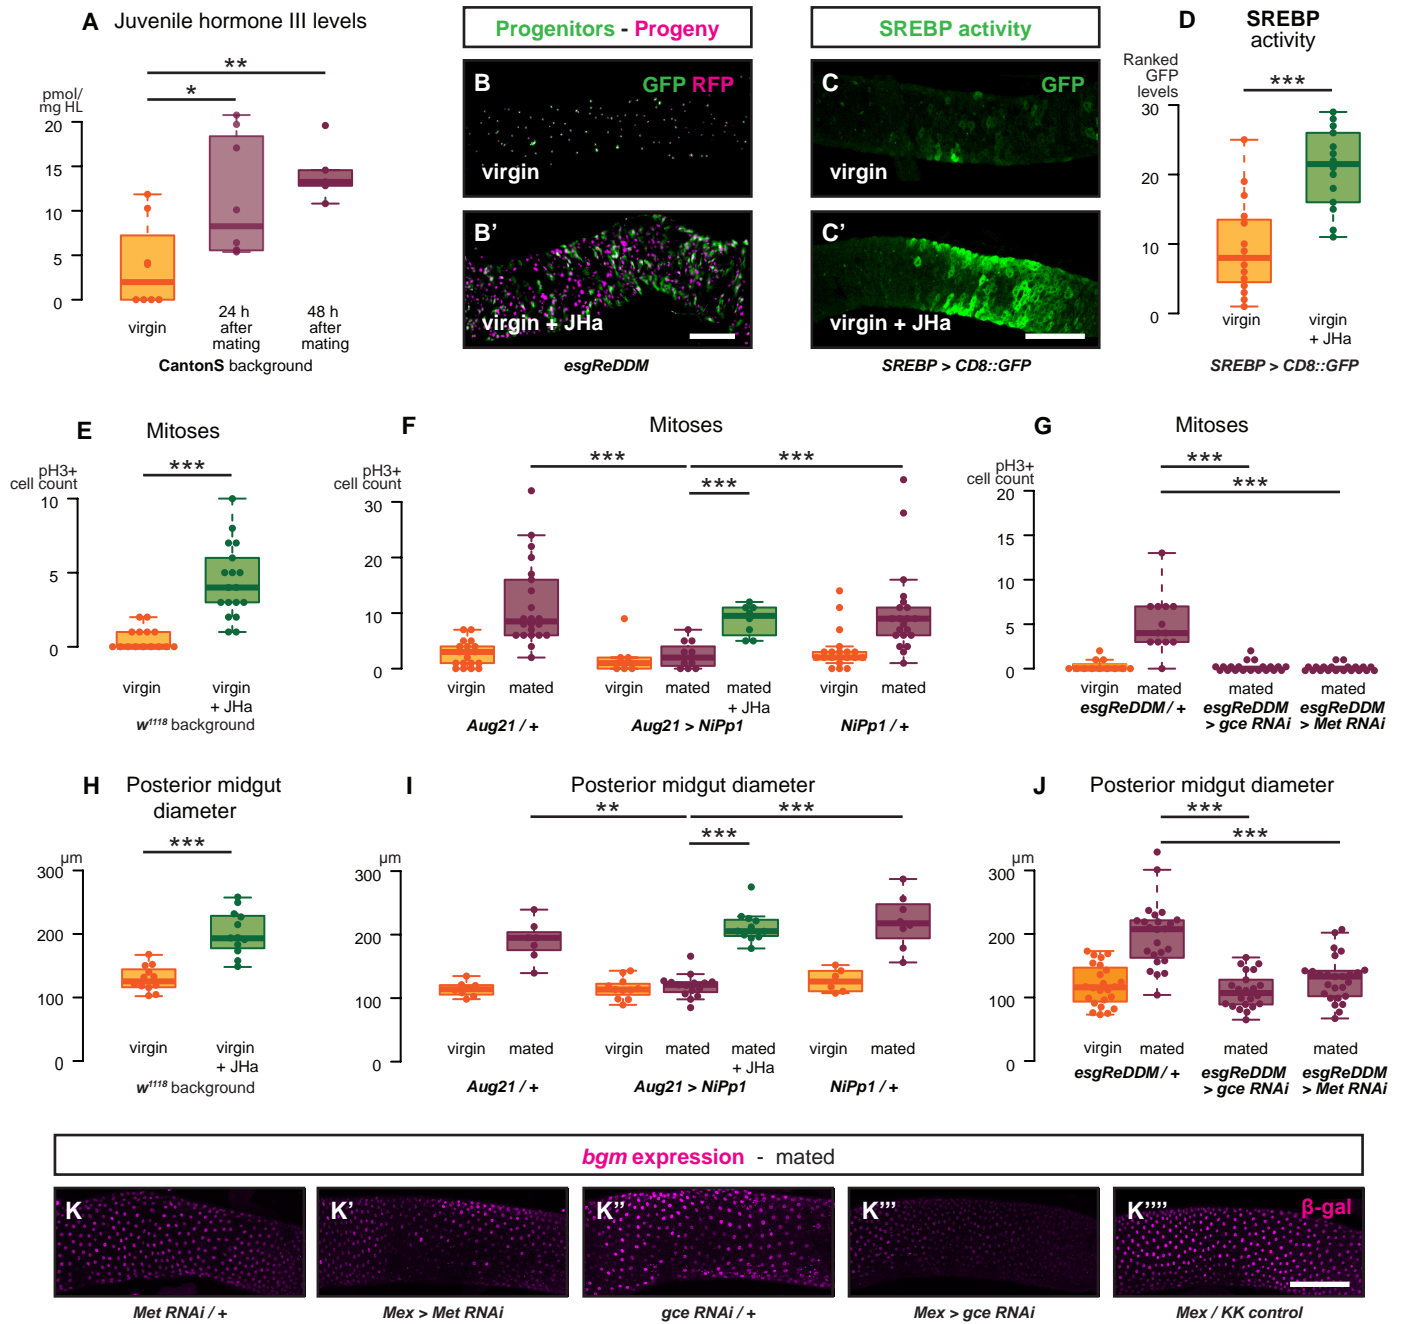 A Juvenile hormone III levels
pmol/
mg HL
**
*
20
15
10
5
0
virgin
24 h
after
mating
48 h
after
mating
CantonS background
Progenitors - Progeny
B
GFP RFP
virgin
B'
virgin + JHa
esgReDDM
SREBP activity
C
GFP
virgin
C'
virgin + JHa
SREBP > CD8::GFP
D SREBP
activity
Ranked
GFP
levels
***
30
20
10
0
virgin
virgin
+ JHa
SREBP > CD8::GFP
E Mitoses
pH3+
cell count
***
10
5
0
virgin
virgin
+ JHa
w1118 background
F Mitoses
pH3+
cell count
***
***
***
30
20
10
0
virgin
mated
virgin
mated
mated
+ JHa
virgin
mated
Aug21 / +
Aug21 > NiPp1
NiPp1 / +
G Mitoses
pH3+
cell count
***
***
20
15
10
5
0
virgin
mated
mated
mated
esgReDDM / +
esgReDDM
> gce RNAi
esgReDDM
> Met RNAi
H Posterior midgut
diameter
***
µm
300
200
100
0
virgin
virgin
+ JHa
w1118 background
I Posterior midgut diameter
**
***
***
µm
300
200
100
0
virgin
mated
virgin
mated
mated
+ JHa
virgin
mated
Aug21 / +
Aug21 > NiPp1
NiPp1 / +
J Posterior midgut diameter
***
***
µm
300
200
100
0
virgin
mated
mated
mated
esgReDDM / +
esgReDDM
> gce RNAi
esgReDDM
> Met RNAi
bgm expression - mated
K
K'
K''
K'''
K''''
β-gal
Met RNAi / +
Mex > Met RNAi
gce RNAi / +
Mex > gce RNAi
Mex / KK control